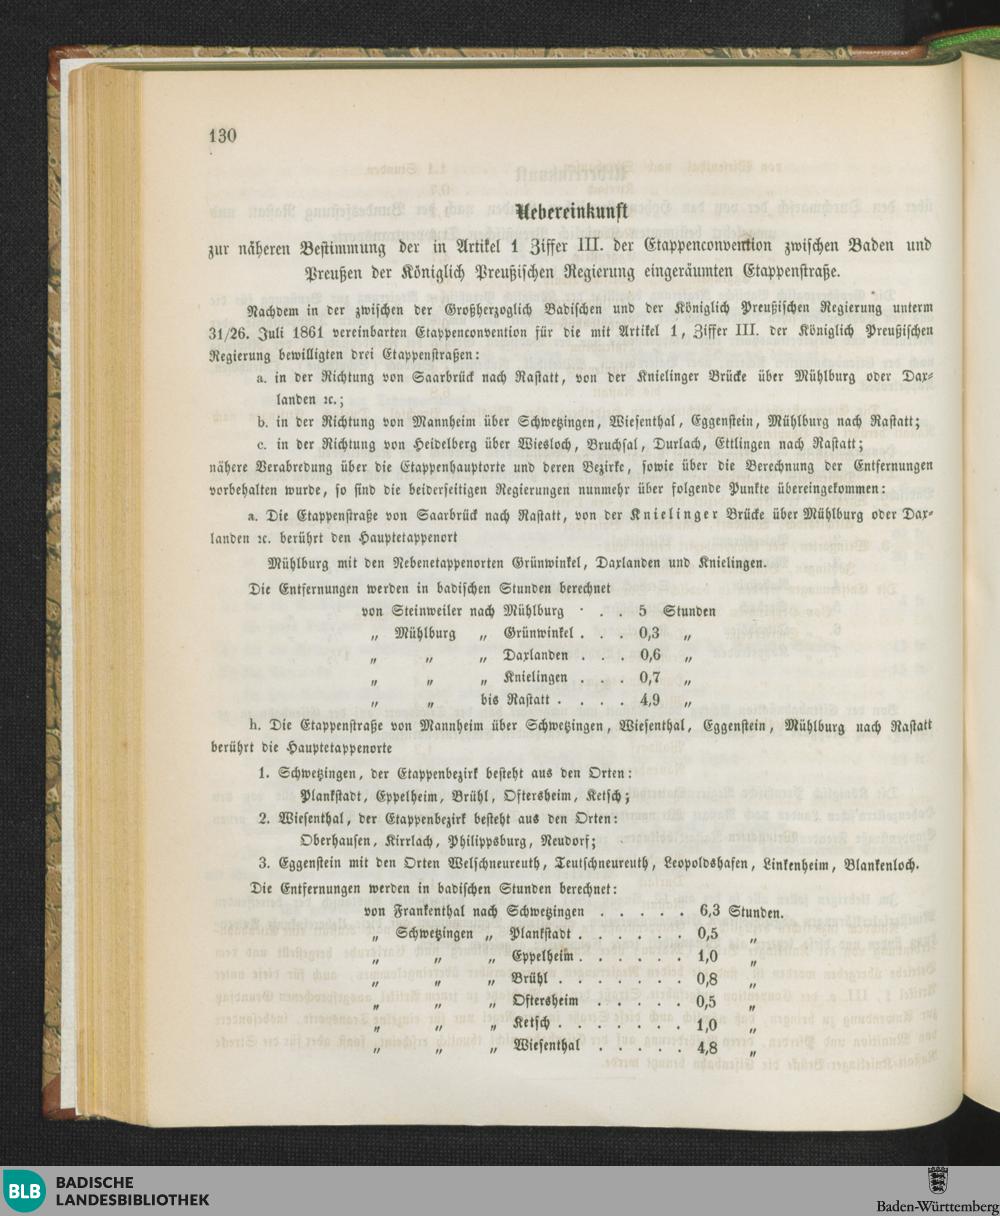 130
Uebereinkunft
zur näheren Bestimmung der in Artikel 1 Ziffer III. der Etappenconvention zwischen Baden und
Preußen der Königlich Preußischen Regierung eingeräumten Etappenstraße.
Nachdem in der zwischen der Großherzoglich Badischen und der Königlich Preußischen Regierung unterm
31/26. Juli 1861 vereinbarten Etappenconvention für die mit Artikel 1, Ziffer III. der Königlich Preußischen
Regierung bewilligten drei Etappenstraßen:
a. in der Richtung von Saarbrück nach Rastatt, von der Knielinger Brücke über Mühlburg oder Dax-
landen ꝛc.;
b. in der Richtung von Mannheim über Schwetzingen, Wiesenthal, Eggenstein, Mühlburg nach Rastatt;
c. in der Richtung von Heidelberg über Wiesloch, Bruchsal, Durlach, Ettlingen nach Rastatt;
nähere Verabredung über die Etappenhauptorte und deren Bezirke, sowie über die Berechnung der Entfernungen
vorbehalten wurde, so sind die beiderseitigen Regierungen nunmehr über folgende Punkte übereingekommen:
a. Die Etappenstraße von Saarbrück nach Rastatt, von der Knielinger Brücke über Mühlburg oder Dax-
landen ꝛc. berührt den Hauptetappenort
Mühlburg mit den Nebenetappenorten Grünwinkel, Daxlanden und Knielingen.
Die Entfernungen werden in badischen Stunden berechnet
von Steinweiler nach Mühlburg . . . 5 Stunden
„ Mühlburg „ Grünwinkel . . . 0,3 „
„ „ „ Daxlanden . . . 0,6 „
„ „ „ Knielingen . . . 0,7 „
„ „ bis Rastatt . . . . 4,9 „
h. Die Etappenstraße von Mannheim über Schwetzingen, Wiesenthal, Eggenstein, Mühlburg nach Rastatt
berührt die Hauptetappenorte
1. Schwetzingen, der Etappenbezirk besteht aus den Orten:
Plankstadt, Eppelheim, Brühl, Oftersheim, Ketsch;
2. Wiesenthal, der Etappenbezirk besteht aus den Orten:
Oberhausen, Kirrlach, Philippsburg, Neudorf;
3. Eggenstein mit den Orten Welschneureuth, Teutschneureuth, Leopoldshafen, Linkenheim, Blankenloch.
Die Entfernungen werden in badischen Stunden berechnet:
von Frankenthal nach Schwetzingen . . . . . 6,3 Stunden.
„ Schwetzingen „ Plankstadt . . . . . . 0,5 „
„ „ „ Eppelheim . . . . . . 1,0 „
„ „ „ Brühl . . . . . . . 0,8 „
„ „ „ Oftersheim . . . . . 0,5 „
„ „ „ Ketsch . . . . . . . 1,0 „
„ „ „ Wiesenthal . . . . . 4,8 „
BLB
BADISCHE
LANDESBIBLIOTHEK
Baden-Württemberg